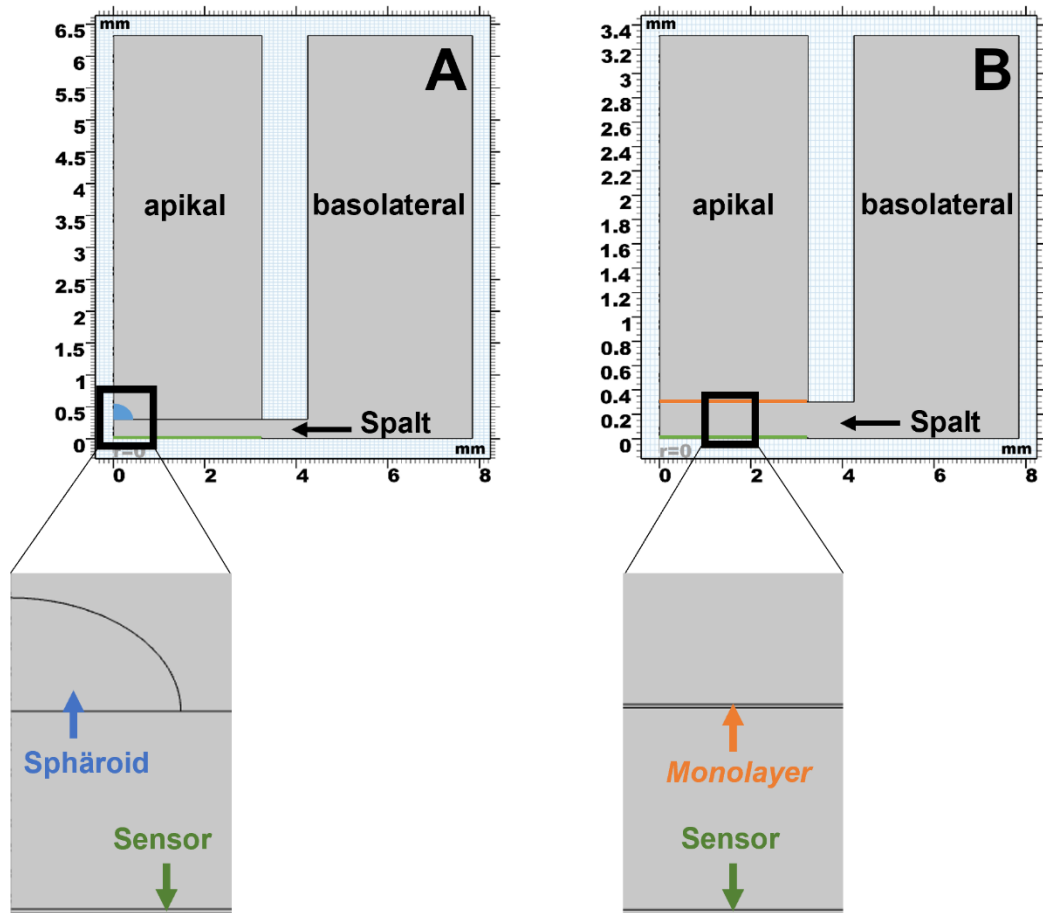 mm
A
6.5
6
5.5
5
4.5
4
3.5
3
2.5
2
1.5
1
0.5
0
apikal
basolateral
Spalt
r=0
mm
0
2
4
6
8
Sphäroid
Sensor
mm
B
3.4
3.2
3
2.8
2.6
2.4
2.2
2
1.8
1.6
1.4
1.2
1
0.8
0.6
0.4
0.2
0
apikal
basolateral
Spalt
r=0
mm
0
2
4
6
8
Monolayer
Sensor